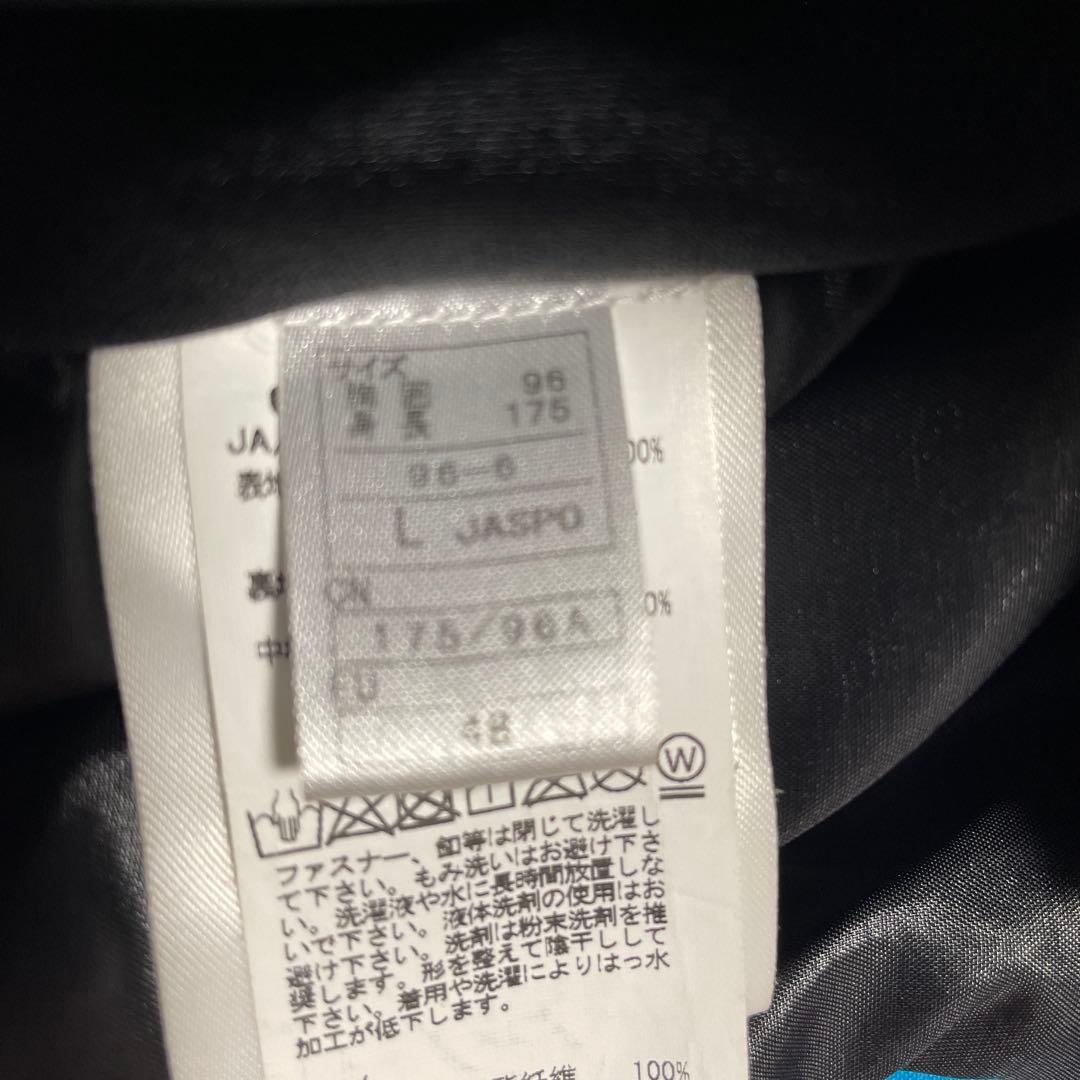 サイズ
胸囲 96
身長 175
96-6
L JASPO
CN
175/96A
EU
48
JA
表地
00%
裏
0%
中
W
ファスナー、釦等は閉じて洗濯し
て下さい。もみ洗いはお避け下さ
い。洗濯液や水に長時間放置しな
いで下さい。液体洗剤の使用はお
避け下さい。洗剤は粉末洗剤を推
奨します。形を整えて陰干しして
下さい。着用や洗濯によりはっ水
加工が低下します。
繊維 100%